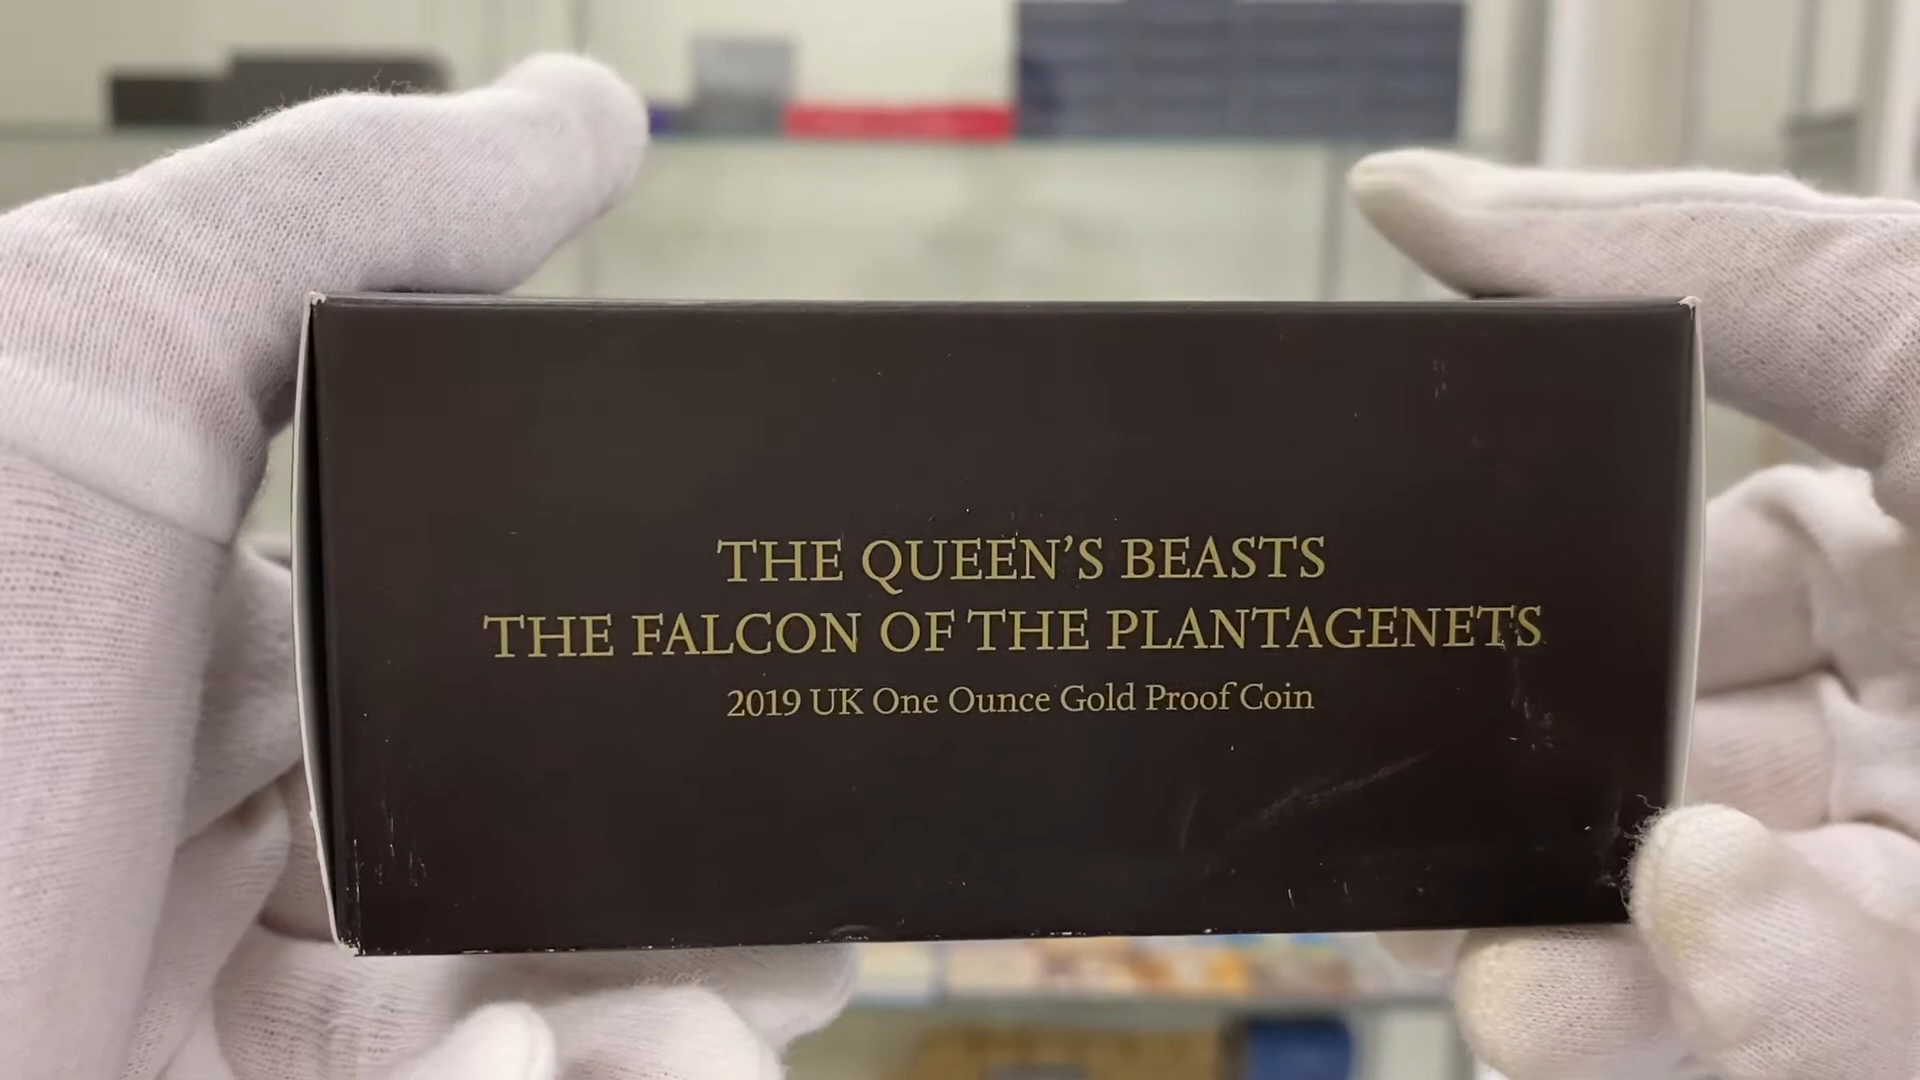 THE QUEEN’S BEASTS
THE FALCON OF THE PLANTAGENETS
2019 UK One Ounce Gold Proof Coin